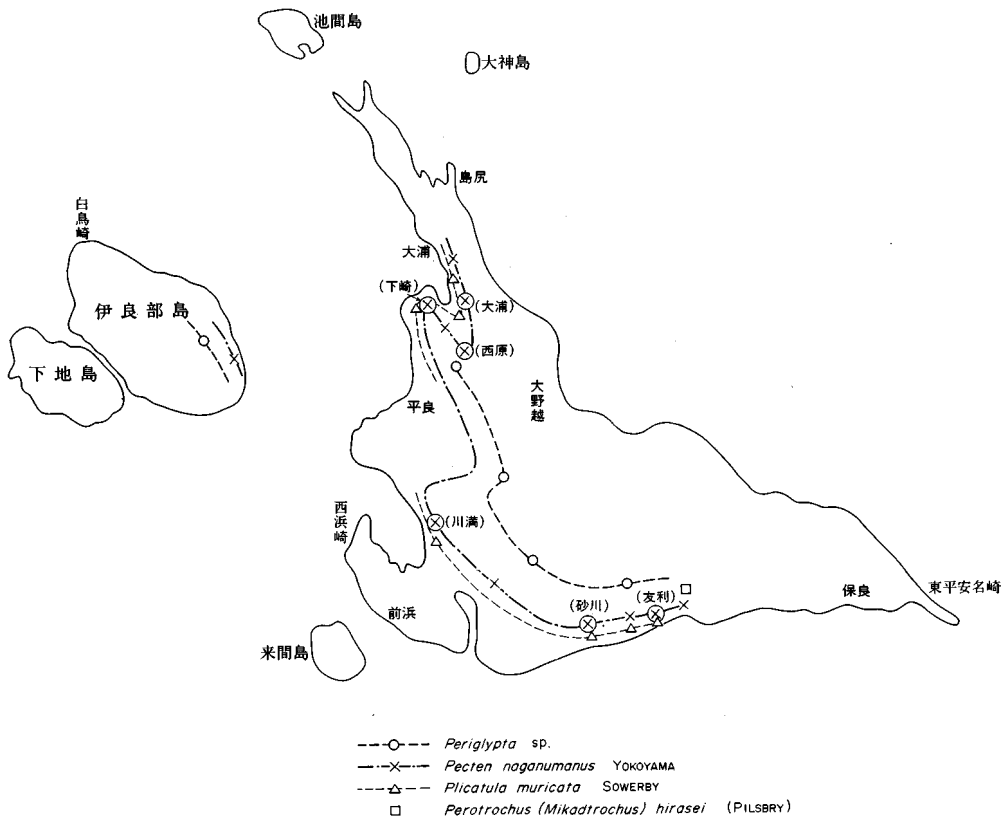 池間島
大神島
島尻
白鳥崎
大浦
(下崎)
(大浦)
伊良部島
(西原)
下地島
大野越
平良
西浜崎
(川満)
東平安名崎
保良
(友利)
(砂川)
前浜
来間島
Periglypta sp.
Pecten naganumanus YOKOYAMA
Plicatula muricata SOWERBY
Perotrochus (Mikadtrochus) hirasei (PILSBRY)